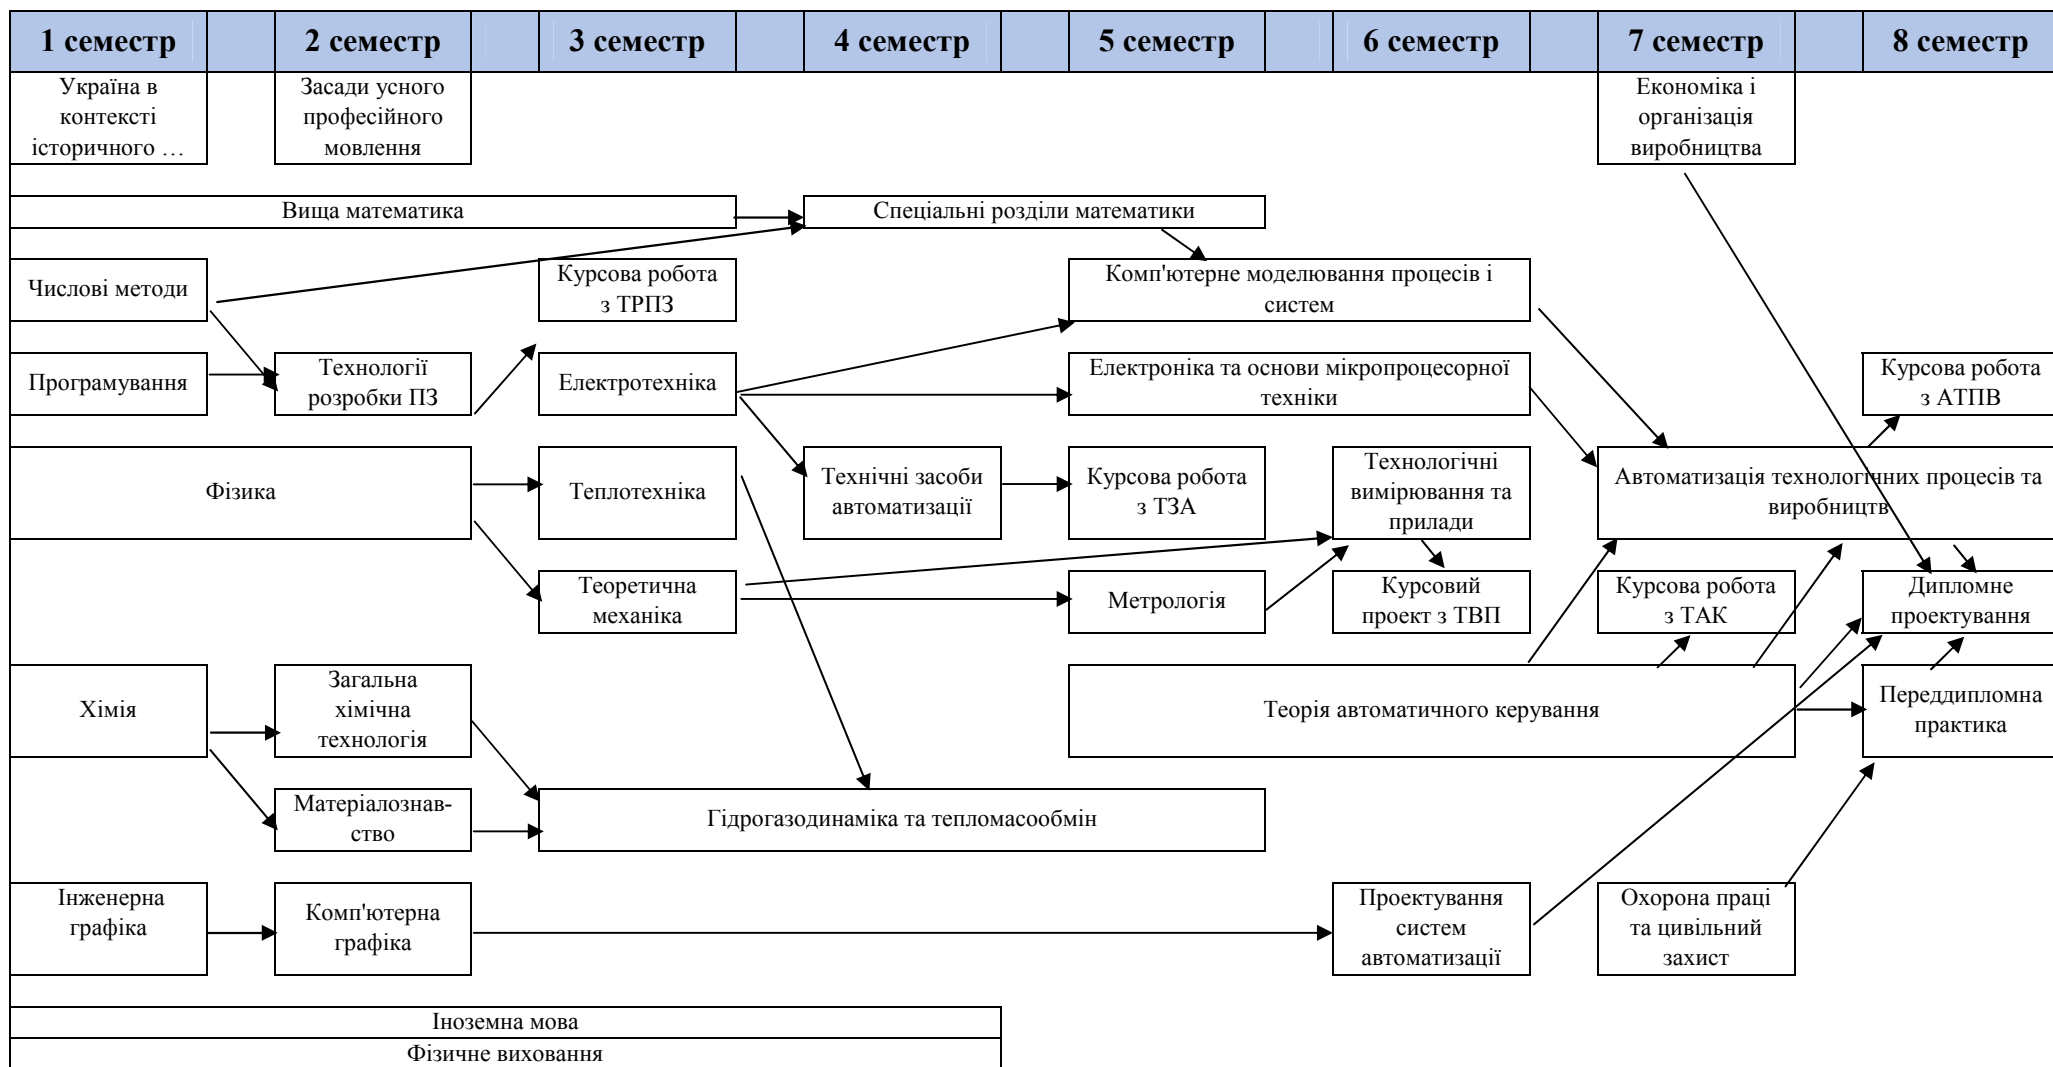 1 семестр
2 семестр
3 семестр
4 семестр
5 семестр
6 семестр
7 семестр
8 семестр
Україна в
контексті
історичного …
Засади усного
професійного
мовлення
Економіка і
організація
виробництва
Вища математика
Спеціальні розділи математики
Числові методи
Курсова робота
з ТРПЗ
Комп'ютерне моделювання процесів і
систем
Програмування
Технології
розробки ПЗ
Електротехніка
Електроніка та основи мікропроцесорної
техніки
Курсова робота
з АТПВ
Фізика
Теплотехніка
Технічні засоби
автоматизації
Курсова робота
з ТЗА
Технологічні
вимірювання та
прилади
Автоматизація технологічних процесів та
виробництв
Теоретична
механіка
Метрологія
Курсовий
проект з ТВП
Курсова робота
з ТАК
Дипломне
проектування
Хімія
Загальна
хімічна
технологія
Теорія автоматичного керування
Переддипломна
практика
Матеріалознав-
ство
Гідрогазодинаміка та тепломасообмін
Інженерна
графіка
Комп'ютерна
графіка
Проектування
систем
автоматизації
Охорона праці
та цивільний
захист
Іноземна мова
Фізичне виховання